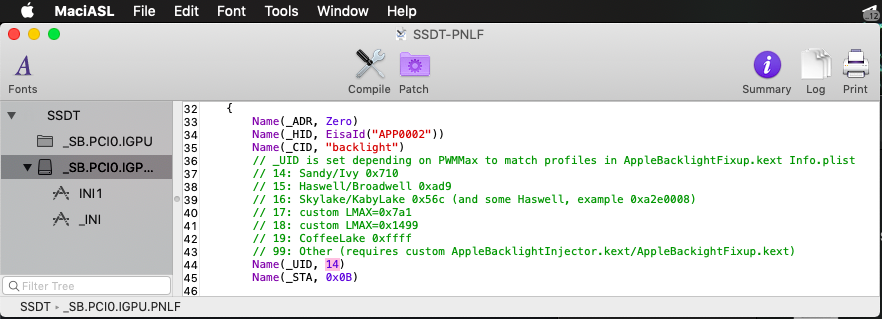 MaciASL File Edit Font Tools Window Help
12
SSDT-PNLF
A
Fonts
Compile Patch
i
Summary Log Print
SSDT
_SB.PCI0.IGPU
_SB.PCI0.IGP...
INI1
_INI
Filter Tree
32 {
33 Name(_ADR, Zero)
34 Name(_HID, EisaId("APP0002"))
35 Name(_CID, "backlight")
36 // _UID is set depending on PWMMax to match profiles in AppleBacklightFixup.kext Info.plist
37 // 14: Sandy/Ivy 0x710
38 // 15: Haswell/Broadwell 0xad9
39 // 16: Skylake/KabyLake 0x56c (and some Haswell, example 0xa2e0008)
40 // 17: custom LMAX=0x7a1
41 // 18: custom LMAX=0x1499
42 // 19: CoffeeLake 0xffff
43 // 99: Other (requires custom AppleBacklightInjector.kext/AppleBackightFixup.kext)
44 Name(_UID, 14)
45 Name(_STA, 0x0B)
46
SSDT › _SB.PCI0.IGPU.PNLF